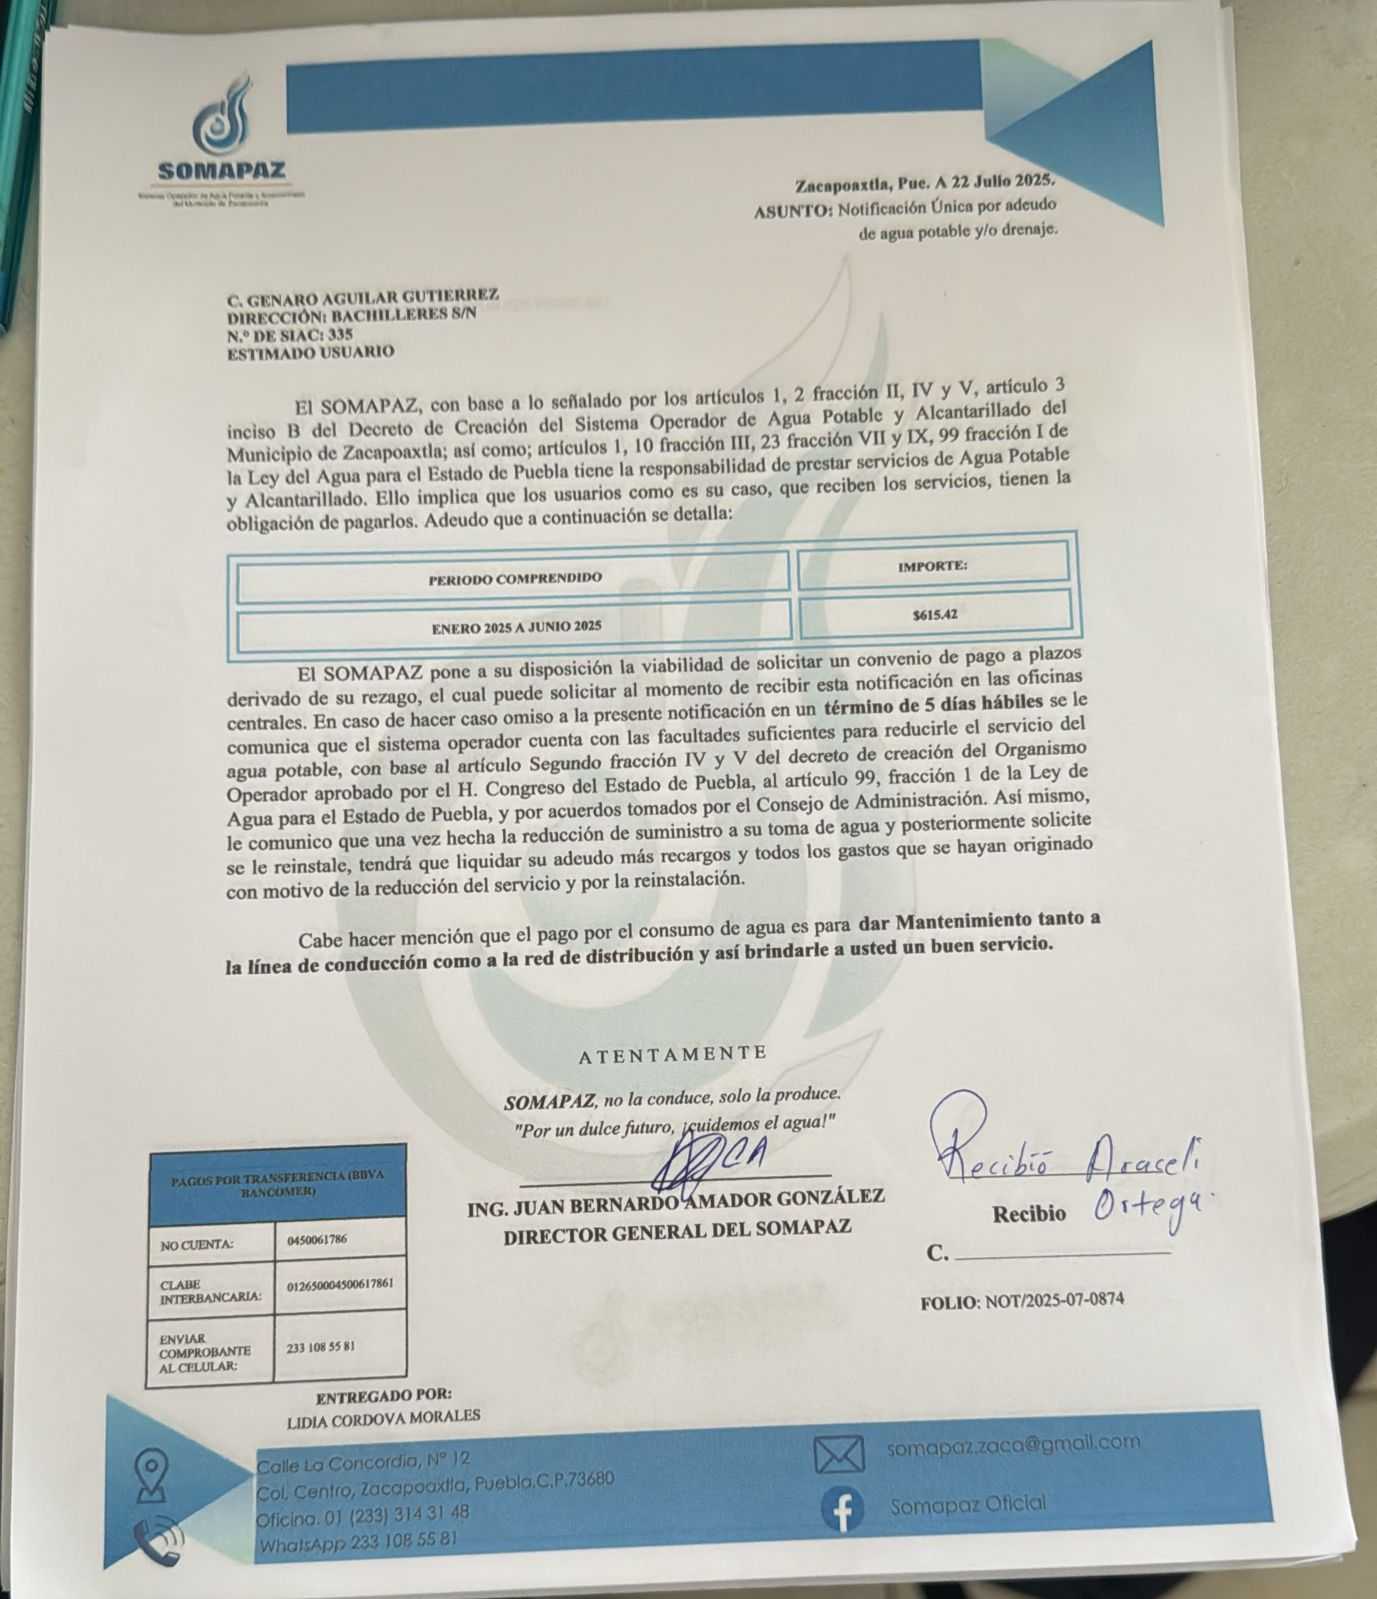 SOMAPAZ
Sistema Operador de Agua Potable y Alcantarillado
del Municipio de Zacapoaxtla
Zacapoaxtla, Pue. A 22 Julio 2025.
ASUNTO: Notificación Única por adeudo
de agua potable y/o drenaje.
C. GENARO AGUILAR GUTIERREZ
DIRECCIÓN: BACHILLERES S/N
N.º DE SIAC: 335
ESTIMADO USUARIO
El SOMAPAZ, con base a lo señalado por los artículos 1, 2 fracción II, IV y V, artículo 3
inciso B del Decreto de Creación del Sistema Operador de Agua Potable y Alcantarillado del
Municipio de Zacapoaxtla; así como; artículos 1, 10 fracción III, 23 fracción VII y IX, 99 fracción I de
la Ley del Agua para el Estado de Puebla tiene la responsabilidad de prestar servicios de Agua Potable
y Alcantarillado. Ello implica que los usuarios como es su caso, que reciben los servicios, tienen la
obligación de pagarlos. Adeudo que a continuación se detalla:
PERIODO COMPRENDIDO IMPORTE:
ENERO 2025 A JUNIO 2025 $615.42
El SOMAPAZ pone a su disposición la viabilidad de solicitar un convenio de pago a plazos
derivado de su rezago, el cual puede solicitar al momento de recibir esta notificación en las oficinas
centrales. En caso de hacer caso omiso a la presente notificación en un término de 5 días hábiles se le
comunica que el sistema operador cuenta con las facultades suficientes para reducirle el servicio del
agua potable, con base al artículo Segundo fracción IV y V del decreto de creación del Organismo
Operador aprobado por el H. Congreso del Estado de Puebla, al artículo 99, fracción 1 de la Ley de
Agua para el Estado de Puebla, y por acuerdos tomados por el Consejo de Administración. Así mismo,
le comunico que una vez hecha la reducción de suministro a su toma de agua y posteriormente solicite
se le reinstale, tendrá que liquidar su adeudo más recargos y todos los gastos que se hayan originado
con motivo de la reducción del servicio y por la reinstalación.
Cabe hacer mención que el pago por el consumo de agua es para dar Mantenimiento tanto a
la línea de conducción como a la red de distribución y así brindarle a usted un buen servicio.
ATENTAMENTE
SOMAPAZ, no la conduce, solo la produce.
"Por un dulce futuro, ¡cuidemos el agua!"
ING. JUAN BERNARDO AMADOR GONZÁLEZ
DIRECTOR GENERAL DEL SOMAPAZ
Recibió Araceli
Ortega.
Recibio
C.
FOLIO: NOT/2025-07-0874
PAGOS POR TRANSFERENCIA (BBVA
BANCOMER)
NO CUENTA: 0450061786
CLABE
INTERBANCARIA: 012650004500617861
ENVIAR
COMPROBANTE
AL CELULAR: 233 108 55 81
ENTREGADO POR:
LIDIA CORDOVA MORALES
Calle La Concordia, Nº 12
Col. Centro, Zacapoaxtla, Puebla,C.P.73680
Oficina. 01 (233) 314 31 48
WhatsApp 233 108 55 81
somapaz.zaca@gmail.com
Somapaz Oficial